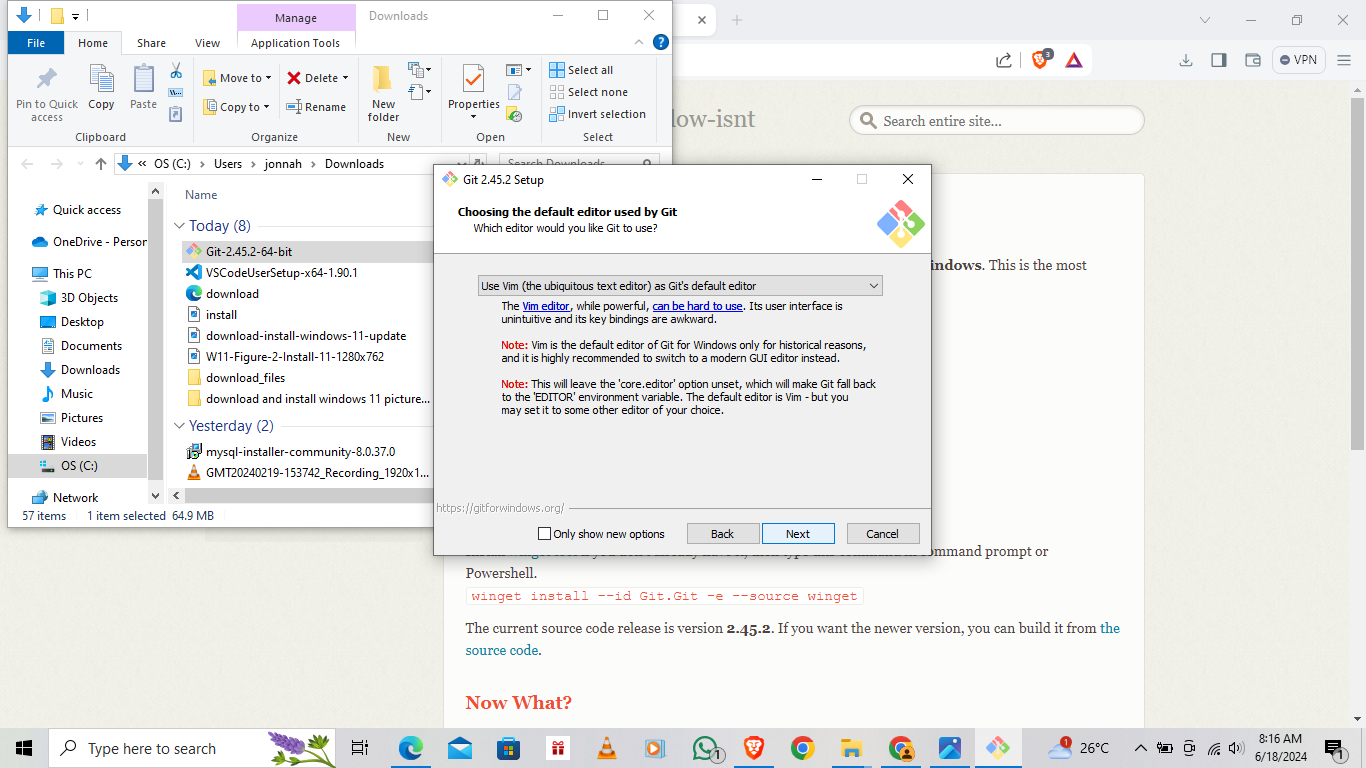 Manage
Downloads
File
Home
Share
View
Application Tools
Pin to Quick access
Copy
Paste
Move to
Copy to
Delete
Rename
New folder
Properties
Select all
Select none
Invert selection
Clipboard
Organize
New
Open
Select
3
VPN
low-isnt
Search entire site...
« OS (C:) > Users > jonnah > Downloads
Search Downloads
Quick access
OneDrive - Person
This PC
3D Objects
Desktop
Documents
Downloads
Music
Pictures
Videos
OS (C:)
Network
Name
Today (8)
Git-2.45.2-64-bit
VSCodeUserSetup-x64-1.90.1
download
install
download-install-windows-11-update
W11-Figure-2-Install-11-1280x762
download_files
download and install windows 11 picture...
Yesterday (2)
mysql-installer-community-8.0.37.0
GMT20240219-153742_Recording_1920x1...
57 items
1 item selected 64.9 MB
Git 2.45.2 Setup
Choosing the default editor used by Git
Which editor would you like Git to use?
Use Vim (the ubiquitous text editor) as Git's default editor
The Vim editor, while powerful, can be hard to use. Its user interface is
unintuitive and its key bindings are awkward.
Note: Vim is the default editor of Git for Windows only for historical reasons,
and it is highly recommended to switch to a modern GUI editor instead.
Note: This will leave the 'core.editor' option unset, which will make Git fall back
to the 'EDITOR' environment variable. The default editor is Vim - but you
may set it to some other editor of your choice.
https://gitforwindows.org/
Only show new options
Back
Next
Cancel
indows. This is the most
command prompt or
Powershell.
winget install --id Git.Git -e --source winget
The current source code release is version 2.45.2. If you want the newer version, you can build it from the
source code.
Now What?
Type here to search
1
1
26°C
8:16 AM
6/18/2024
1